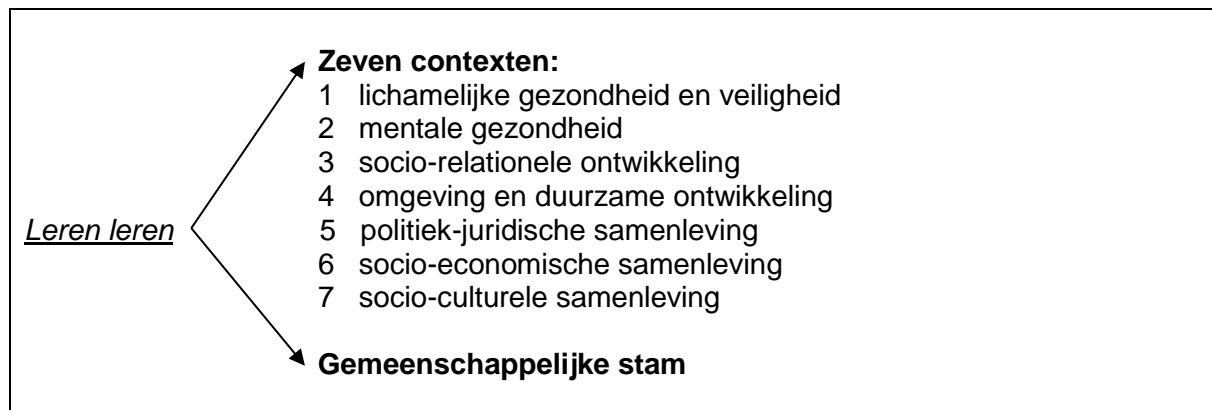 Zeven contexten:
1 lichamelijke gezondheid en veiligheid
2 mentale gezondheid
3 socio-relationele ontwikkeling
4 omgeving en duurzame ontwikkeling
Leren leren
5 politiek-juridische samenleving
6 socio-economische samenleving
7 socio-culturele samenleving
Gemeenschappelijke stam